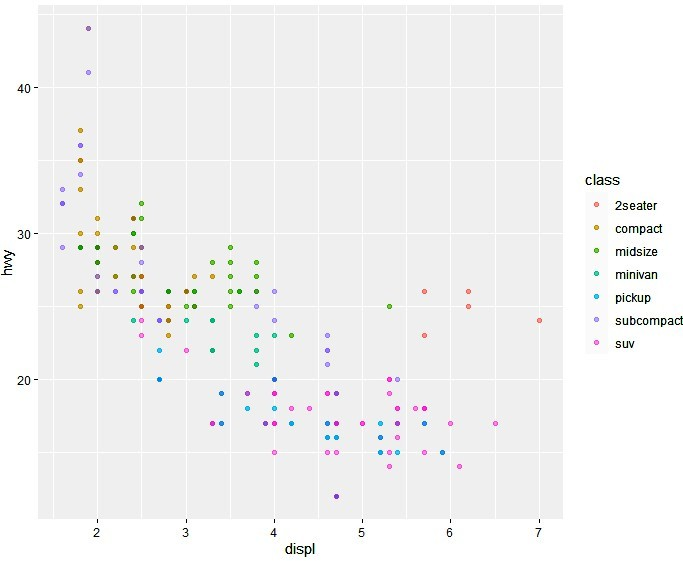 hwy
40
30
20
2
3
4
5
6
7
displ
class
2seater
compact
midsize
minivan
pickup
subcompact
suv